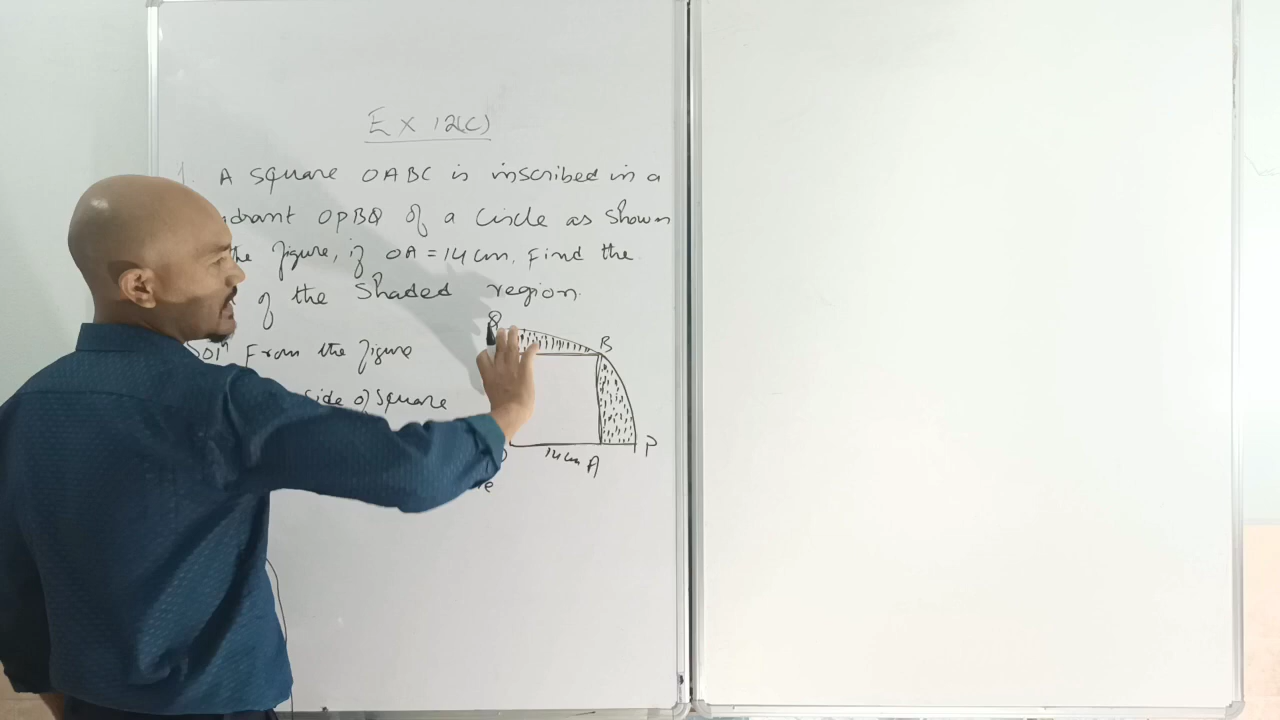 Ex 12(C)
1. A square OABC is inscribed in a
drant OPBQ of a circle as shown
the figure, if OA = 14 cm, Find the
of the shaded region.
Soln From the figure
side of square
Q
B
14cm A
P